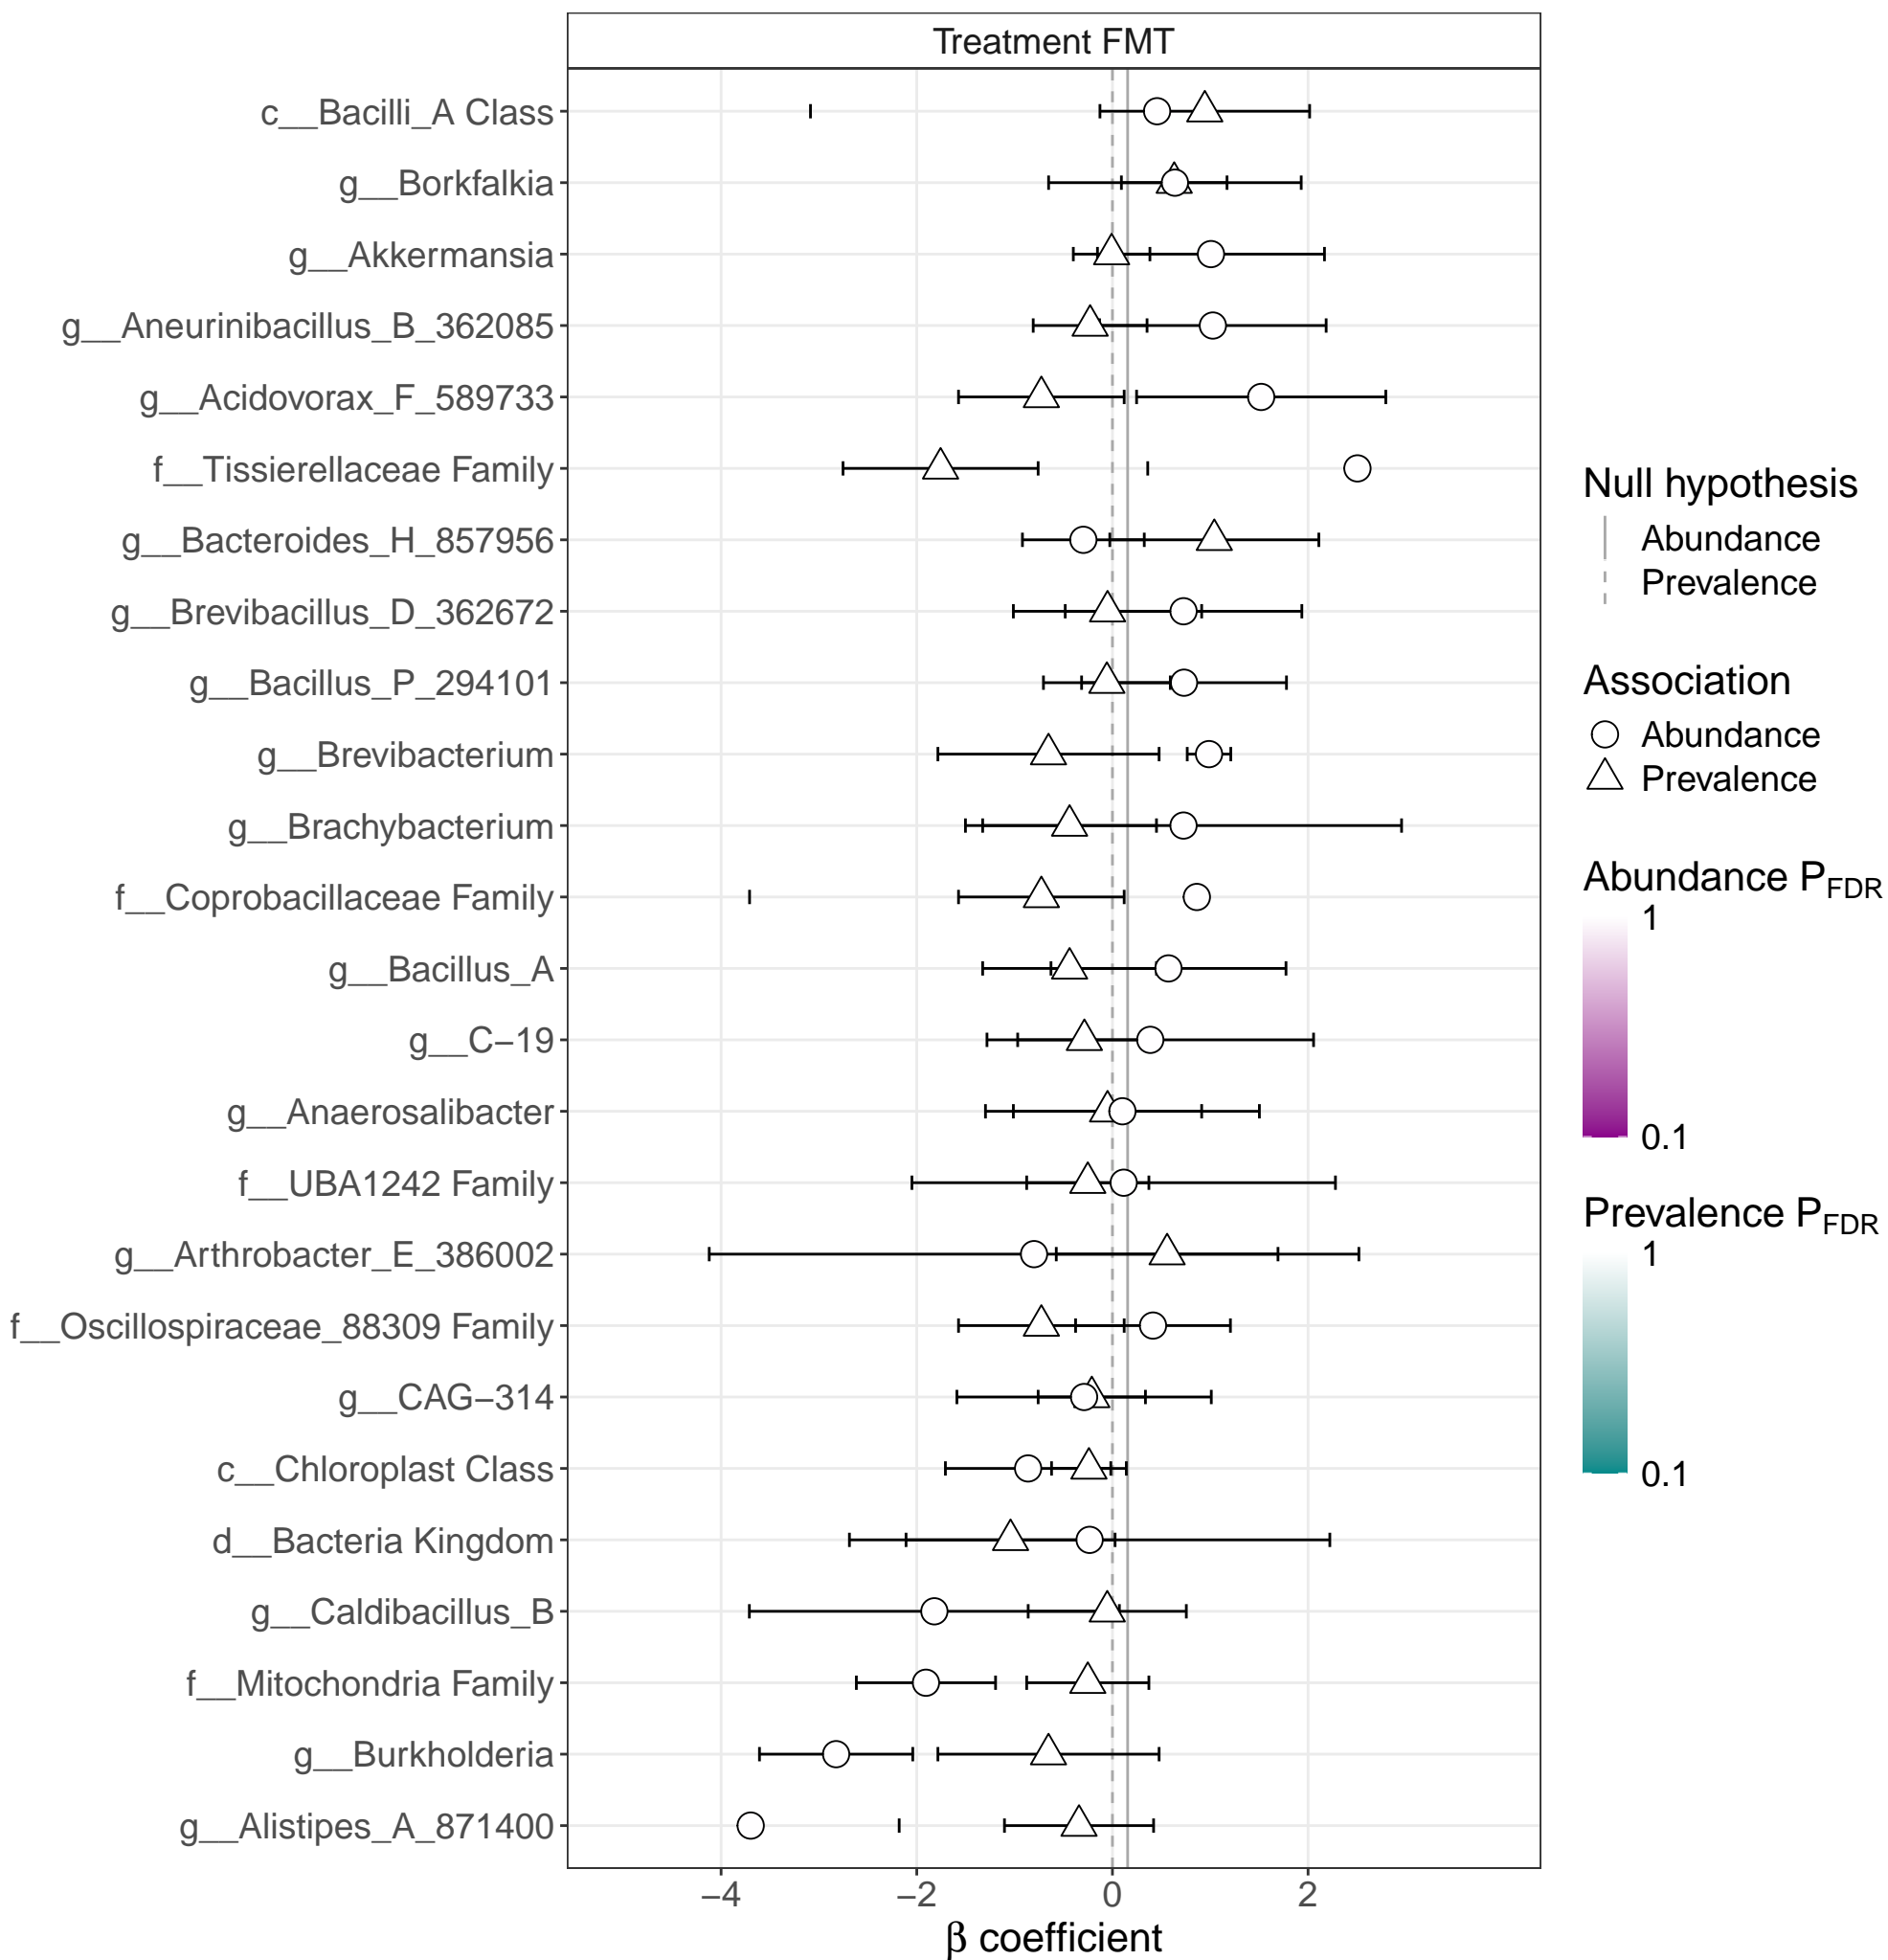 Treatment FMT
c__Bacilli_A Class
g__Borkfalkia
g__Akkermansia
g__Aneurinibacillus_B_362085
g__Acidovorax_F_589733
f__Tissierellaceae Family
g__Bacteroides_H_857956
g__Brevibacillus_D_362672
g__Bacillus_P_294101
g__Brevibacterium
g__Brachybacterium
f__Coprobacillaceae Family
g__Bacillus_A
g__C−19
g__Anaerosalibacter
f__UBA1242 Family
g__Arthrobacter_E_386002
f__Oscillospiraceae_88309 Family
g__CAG−314
c__Chloroplast Class
d__Bacteria Kingdom
g__Caldibacillus_B
f__Mitochondria Family
g__Burkholderia
g__Alistipes_A_871400
−4 −2 0 2
β coefficient
Null hypothesis
Abundance
Prevalence
Association
Abundance
Prevalence
Abundance PFDR
1
0.1
Prevalence PFDR
1
0.1